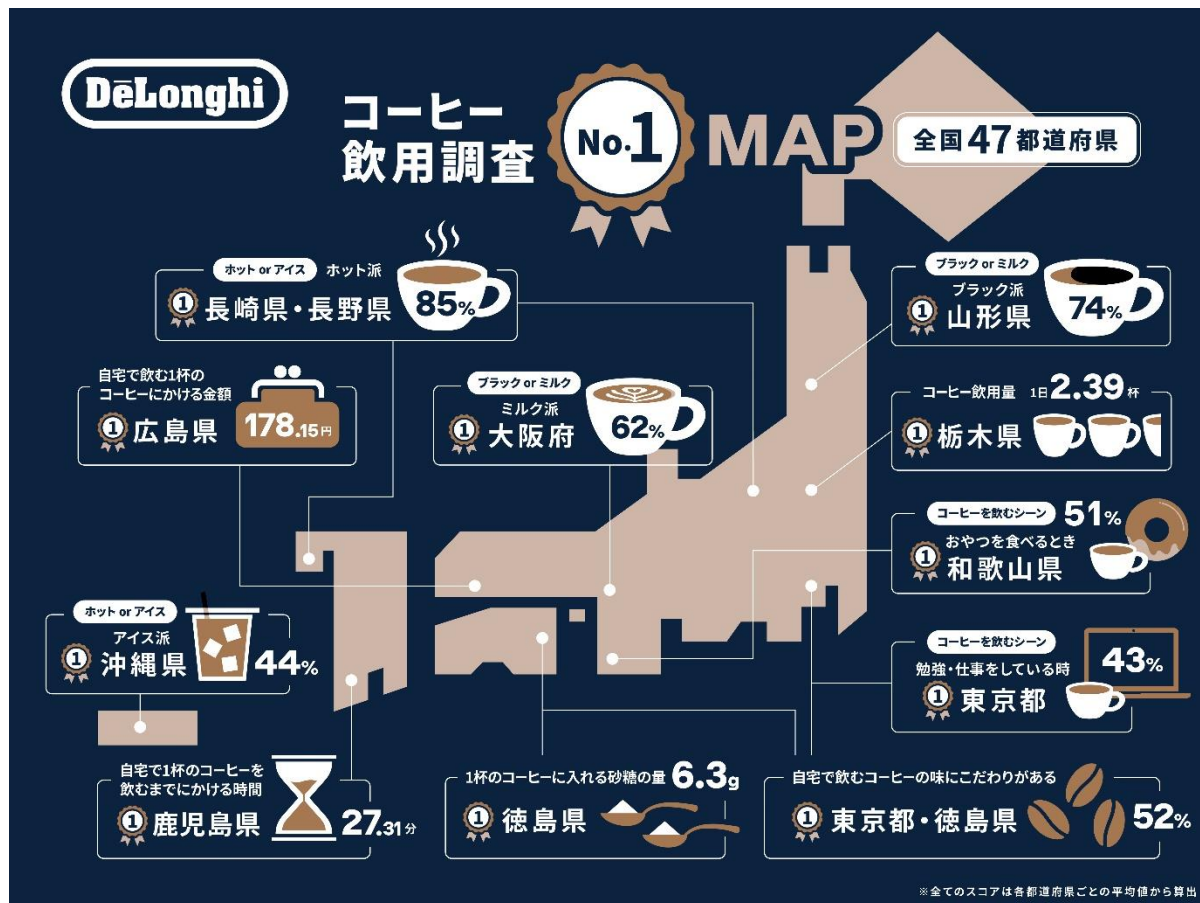 DēLonghi
コーヒー
飲用調査
No.1
MAP
全国47都道府県
ホット or アイス ホット派
1 長崎県・長野県
85%
ブラック or ミルク
ブラック派
1 山形県
74%
自宅で飲む1杯の
コーヒーにかける金額
1 広島県
178.15円
ブラック or ミルク
ミルク派
1 大阪府
62%
コーヒー飲用量 1日2.39杯
1 栃木県
コーヒーを飲むシーン 51%
おやつを食べるとき
1 和歌山県
ホット or アイス
アイス派
1 沖縄県
44%
コーヒーを飲むシーン
勉強・仕事をしている時
1 東京都
43%
自宅で1杯のコーヒーを
飲むまでにかける時間
1 鹿児島県
27.31分
1杯のコーヒーに入れる砂糖の量 6.3g
1 徳島県
自宅で飲むコーヒーの味にこだわりがある
1 東京都・徳島県
52%
※全てのスコアは各都道府県ごとの平均値から算出